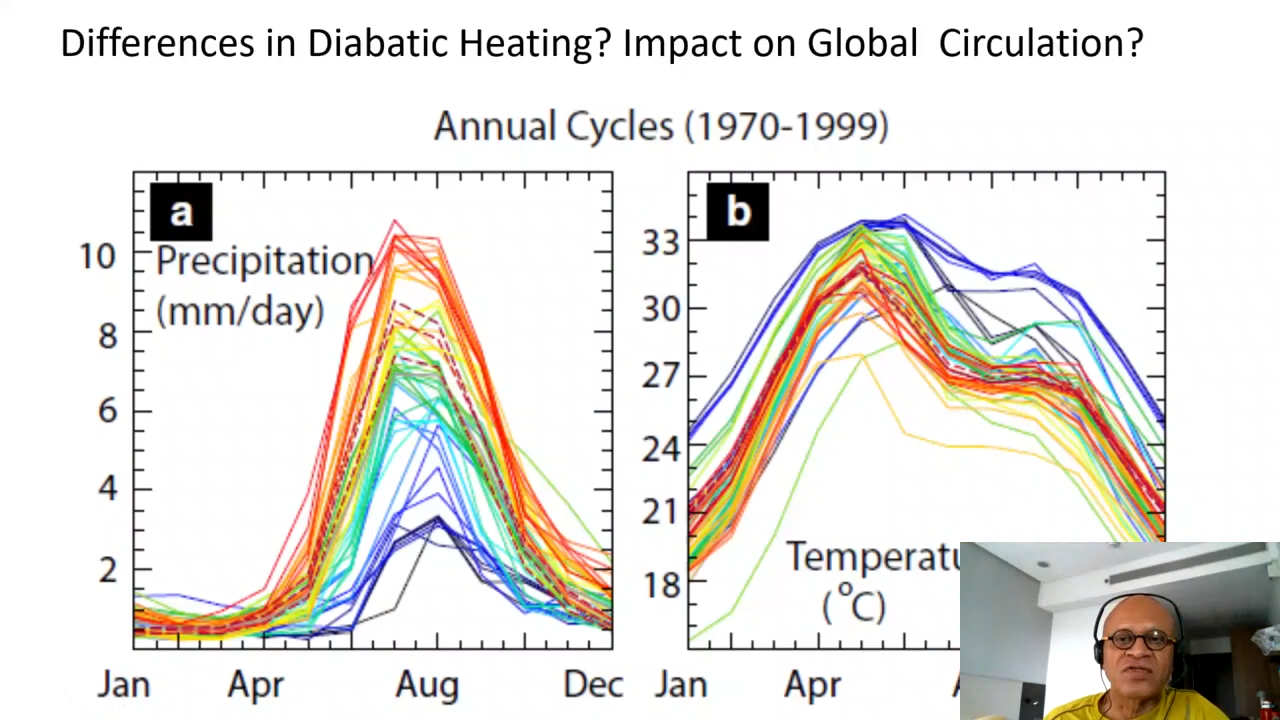 Differences in Diabatic Heating? Impact on Global Circulation?
Annual Cycles (1970-1999)
a
Precipitation
(mm/day)
10
8
6
4
2
Jan Apr Aug Dec
b
33
30
27
24
21
18
Temperatu
(°C)
Jan Apr A